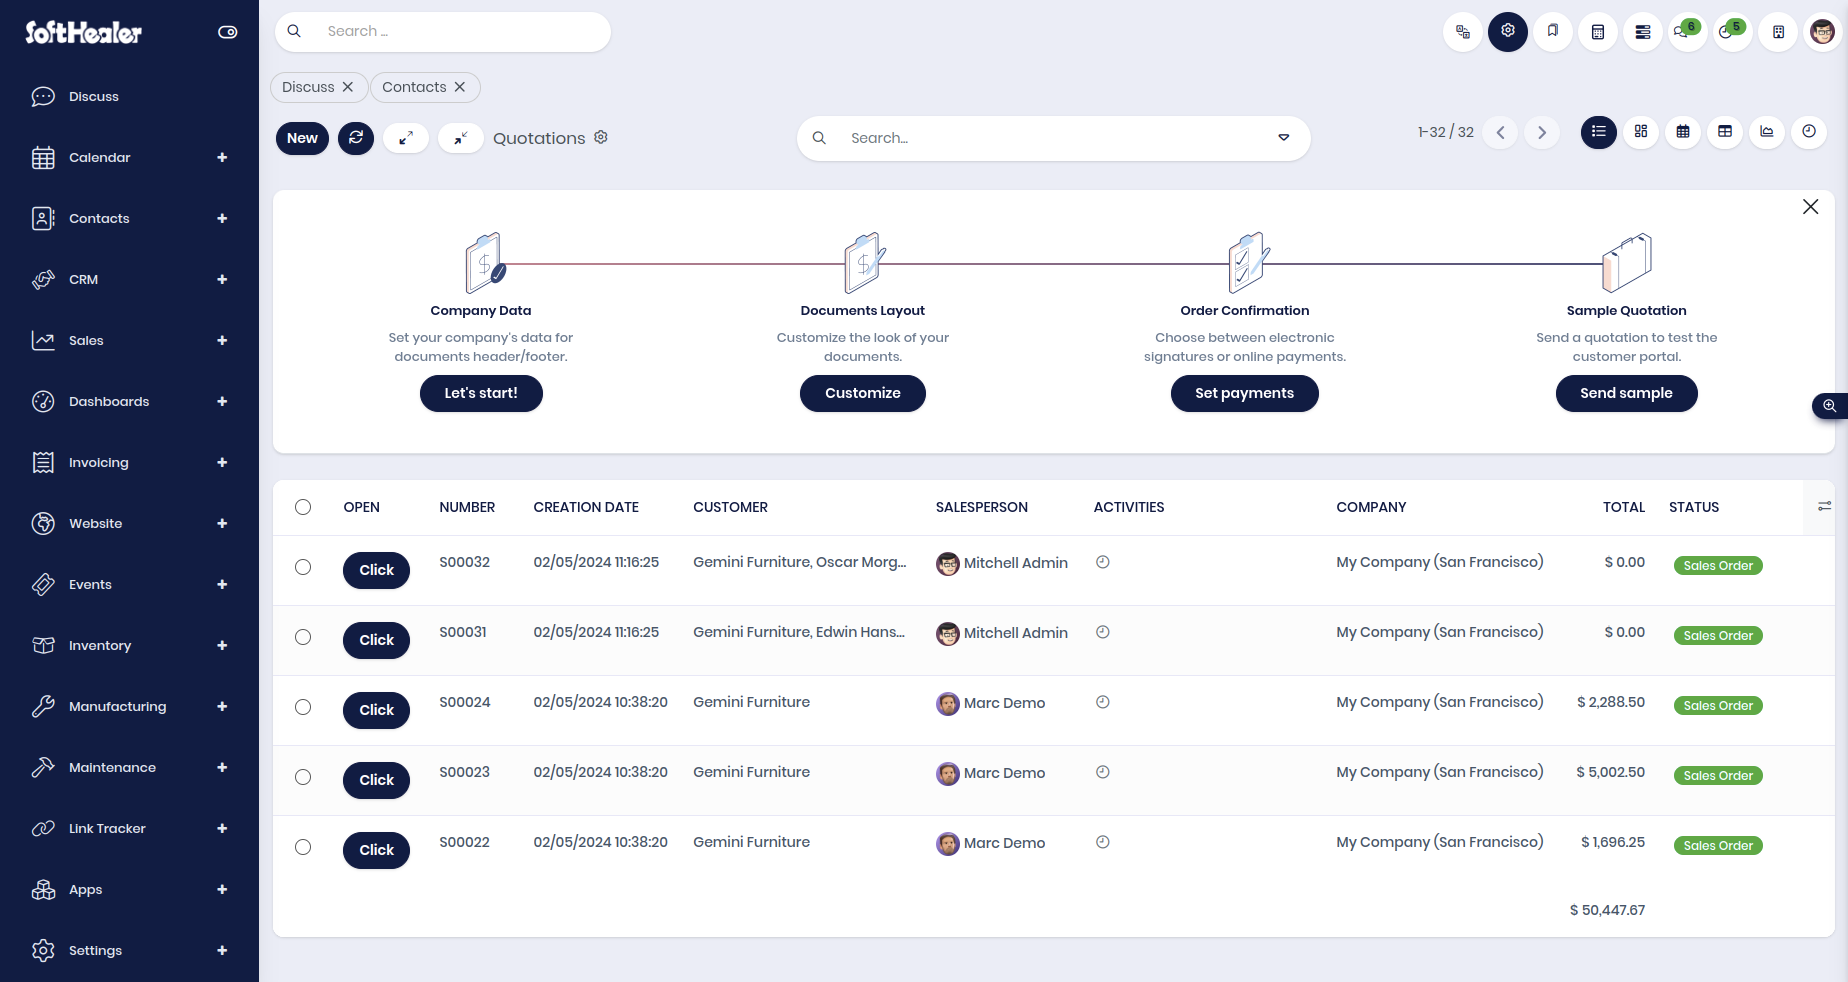 SoftHealer
Search ...
6
5
Discuss
Contacts
New
Quotations
Search...
1-32 / 32
Discuss
Calendar
Contacts
CRM
Sales
Dashboards
Invoicing
Website
Events
Inventory
Manufacturing
Maintenance
Link Tracker
Apps
Settings
Company Data
Set your company's data for
documents header/footer.
Let's start!
Documents Layout
Customize the look of your
documents.
Customize
Order Confirmation
Choose between electronic
signatures or online payments.
Set payments
Sample Quotation
Send a quotation to test the
customer portal.
Send sample
OPEN NUMBER CREATION DATE CUSTOMER SALESPERSON ACTIVITIES COMPANY TOTAL STATUS
Click S00032 02/05/2024 11:16:25 Gemini Furniture, Oscar Morg... Mitchell Admin My Company (San Francisco) $ 0.00 Sales Order
Click S00031 02/05/2024 11:16:25 Gemini Furniture, Edwin Hans... Mitchell Admin My Company (San Francisco) $ 0.00 Sales Order
Click S00024 02/05/2024 10:38:20 Gemini Furniture Marc Demo My Company (San Francisco) $ 2,288.50 Sales Order
Click S00023 02/05/2024 10:38:20 Gemini Furniture Marc Demo My Company (San Francisco) $ 5,002.50 Sales Order
Click S00022 02/05/2024 10:38:20 Gemini Furniture Marc Demo My Company (San Francisco) $ 1,696.25 Sales Order
$ 50,447.67